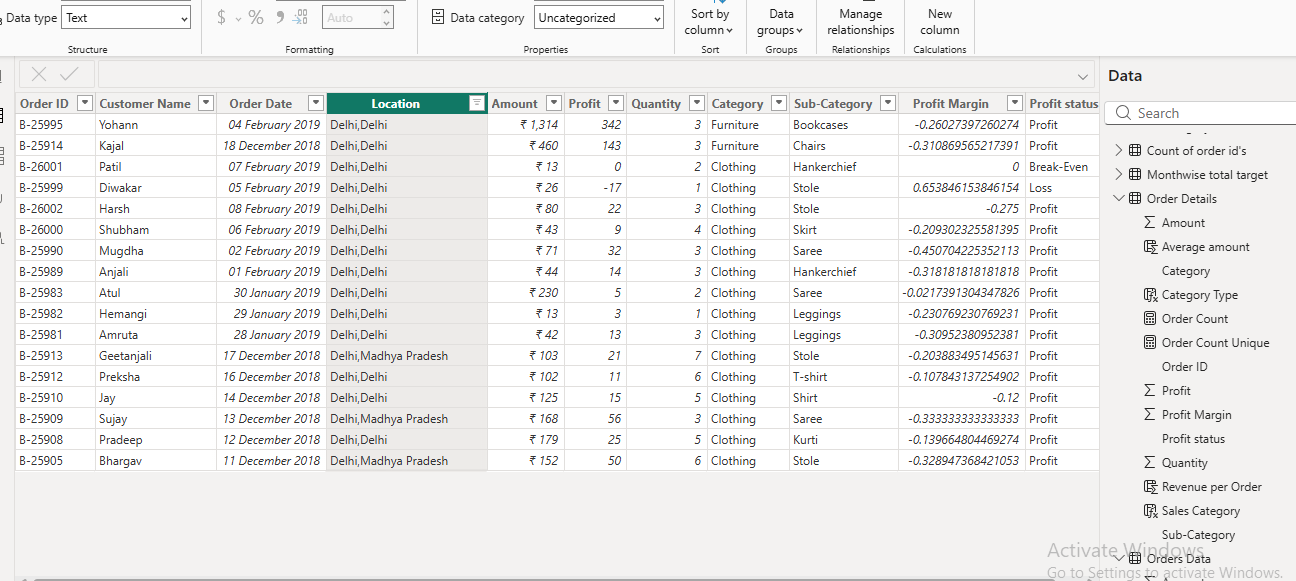 Data type Text $ % Auto Data category Uncategorized Sort by column Data groups Manage relationships New column
Structure Formatting Properties Sort Groups Relationships Calculations
Order ID Customer Name Order Date Location Amount Profit Quantity Category Sub-Category Profit Margin Profit status
B-25995 Yohann 04 February 2019 Delhi,Delhi ₹ 1,314 342 3 Furniture Bookcases -0.26027397260274 Profit
B-25914 Kajal 18 December 2018 Delhi,Delhi ₹ 460 143 3 Furniture Chairs -0.310869565217391 Profit
B-26001 Patil 07 February 2019 Delhi,Delhi ₹ 13 0 2 Clothing Hankerchief 0 Break-Even
B-25999 Diwakar 05 February 2019 Delhi,Delhi ₹ 26 -17 1 Clothing Stole 0.653846153846154 Loss
B-26002 Harsh 08 February 2019 Delhi,Delhi ₹ 80 22 3 Clothing Stole -0.275 Profit
B-26000 Shubham 06 February 2019 Delhi,Delhi ₹ 43 9 4 Clothing Skirt -0.209302325581395 Profit
B-25990 Mugdha 02 February 2019 Delhi,Delhi ₹ 71 32 3 Clothing Saree -0.450704225352113 Profit
B-25989 Anjali 01 February 2019 Delhi,Delhi ₹ 44 14 3 Clothing Hankerchief -0.318181818181818 Profit
B-25983 Atul 30 January 2019 Delhi,Delhi ₹ 230 5 2 Clothing Saree -0.0217391304347826 Profit
B-25982 Hemangi 29 January 2019 Delhi,Delhi ₹ 13 3 1 Clothing Leggings -0.230769230769231 Profit
B-25981 Amruta 28 January 2019 Delhi,Delhi ₹ 42 13 3 Clothing Leggings -0.30952380952381 Profit
B-25913 Geetanjali 17 December 2018 Delhi,Madhya Pradesh ₹ 103 21 7 Clothing Stole -0.203883495145631 Profit
B-25912 Preksha 16 December 2018 Delhi,Delhi ₹ 102 11 6 Clothing T-shirt -0.107843137254902 Profit
B-25910 Jay 14 December 2018 Delhi,Delhi ₹ 125 15 5 Clothing Shirt -0.12 Profit
B-25909 Sujay 13 December 2018 Delhi,Madhya Pradesh ₹ 168 56 3 Clothing Saree -0.333333333333333 Profit
B-25908 Pradeep 12 December 2018 Delhi,Delhi ₹ 179 25 5 Clothing Kurti -0.139664804469274 Profit
B-25905 Bhargav 11 December 2018 Delhi,Madhya Pradesh ₹ 152 50 6 Clothing Stole -0.328947368421053 Profit
Data
Search
Count of order id's
Monthwise total target
Order Details
Amount
Average amount
Category
Category Type
Order Count
Order Count Unique
Order ID
Profit
Profit Margin
Profit status
Quantity
Revenue per Order
Sales Category
Sub-Category
Orders Data
Activate Windows
Go to Settings to activate Windows.